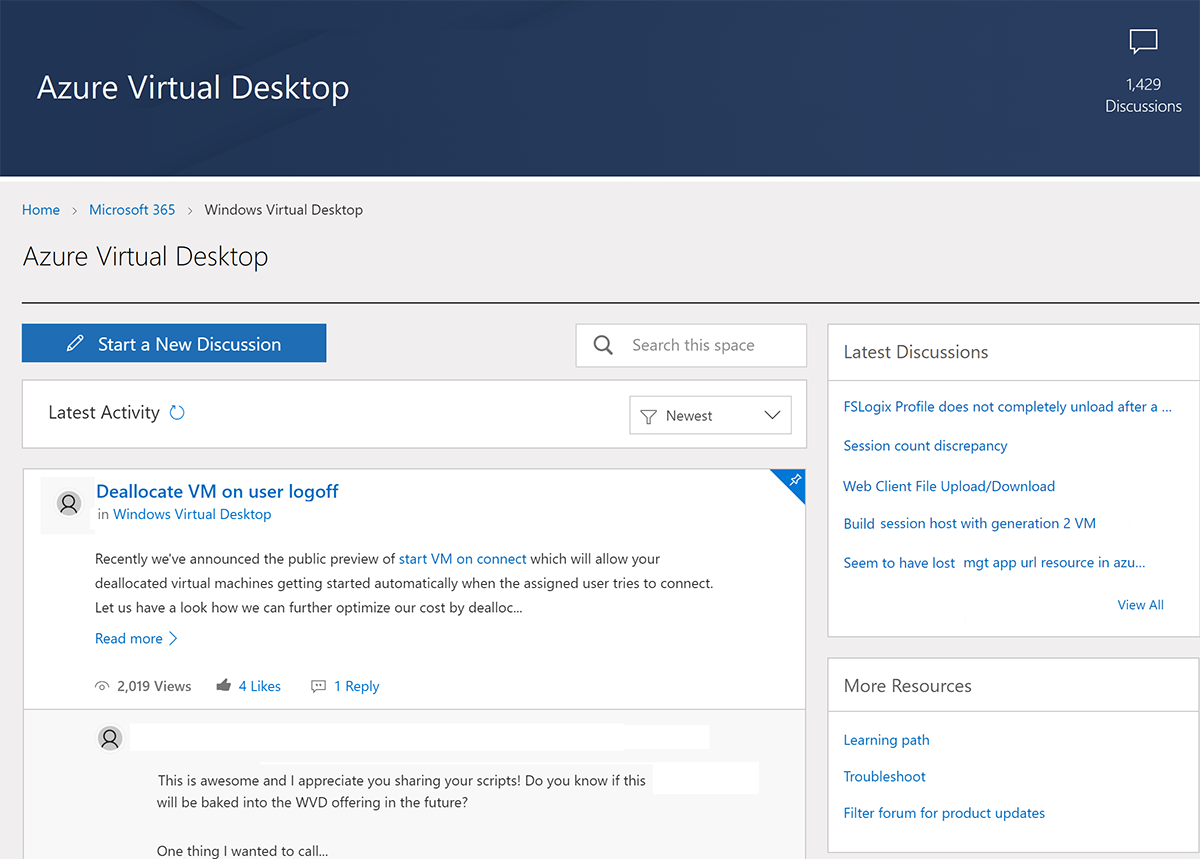 Azure Virtual Desktop
1,429
Discussions
Home > Microsoft 365 > Windows Virtual Desktop
Azure Virtual Desktop
Start a New Discussion
Search this space
Latest Activity
Newest
Deallocate VM on user logoff
in Windows Virtual Desktop
Recently we've announced the public preview of start VM on connect which will allow your
deallocated virtual machines getting started automatically when the assigned user tries to connect.
Let us have a look how we can further optimize our cost by dealloc...
Read more
2,019 Views
4 Likes
1 Reply
This is awesome and I appreciate you sharing your scripts! Do you know if this
will be baked into the WVD offering in the future?
One thing I wanted to call...
Latest Discussions
FSLogix Profile does not completely unload after a ...
Session count discrepancy
Web Client File Upload/Download
Build session host with generation 2 VM
Seem to have lost mgt app url resource in azu...
View All
More Resources
Learning path
Troubleshoot
Filter forum for product updates